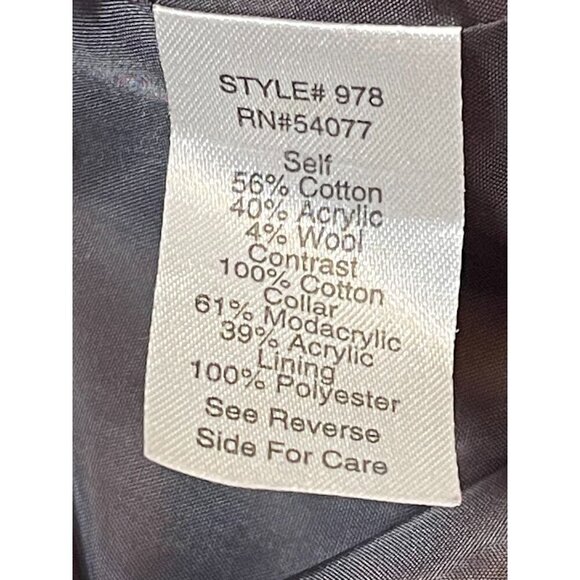 STYLE# 978
RN#54077
Self
56% Cotton
40% Acrylic
4% Wool
Contrast
100% Cotton
Collar
61% Modacrylic
39% Acrylic
Lining
100% Polyester
See Reverse
Side For Care